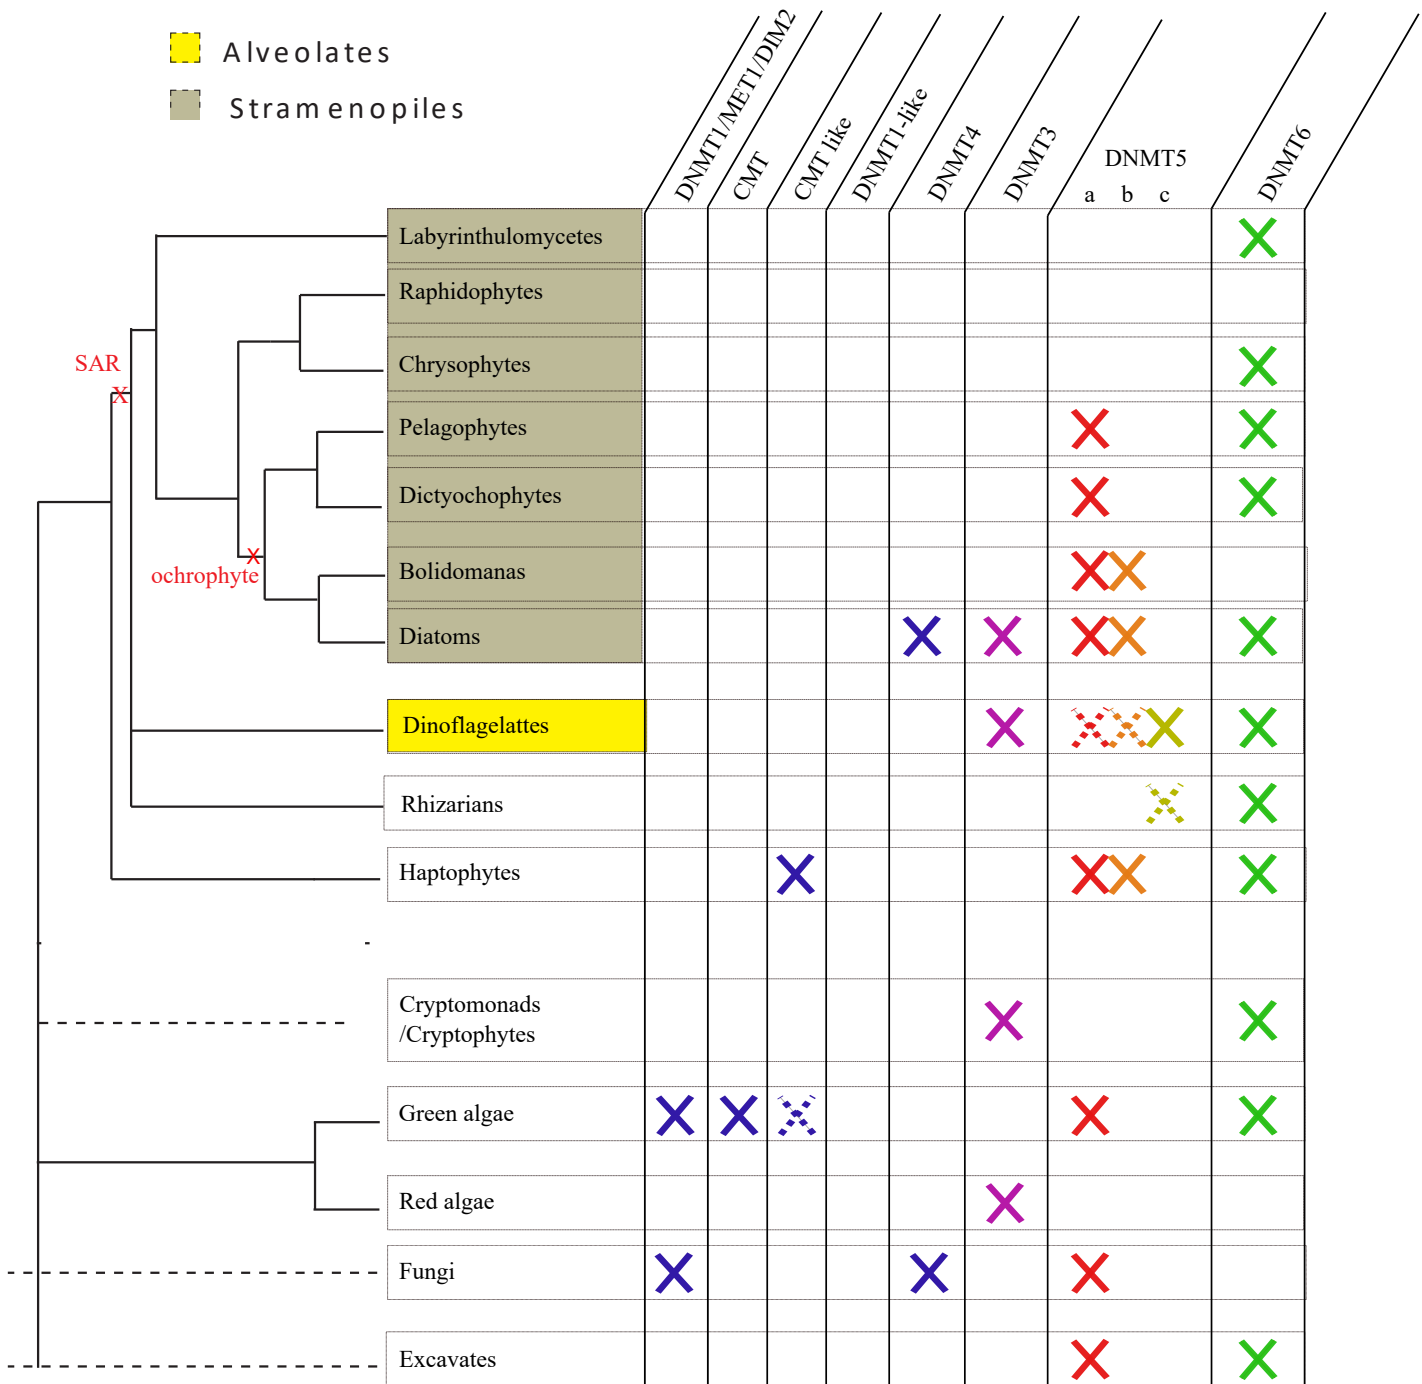 Alveolates
Stramenopiles
DNMT1/MET1/DIM2
CMT
CMT like
DNMT1-like
DNMT4
DNMT3
DNMT5
a b c
DNMT6
Labyrinthulomycetes
Raphidophytes
SAR
X
Chrysophytes
Pelagophytes
Dictyochophytes
X
ochrophyte
Bolidomanas
Diatoms
Dinoflagelattes
Rhizarians
Haptophytes
Cryptomonads
/Cryptophytes
Green algae
Red algae
Fungi
Excavates